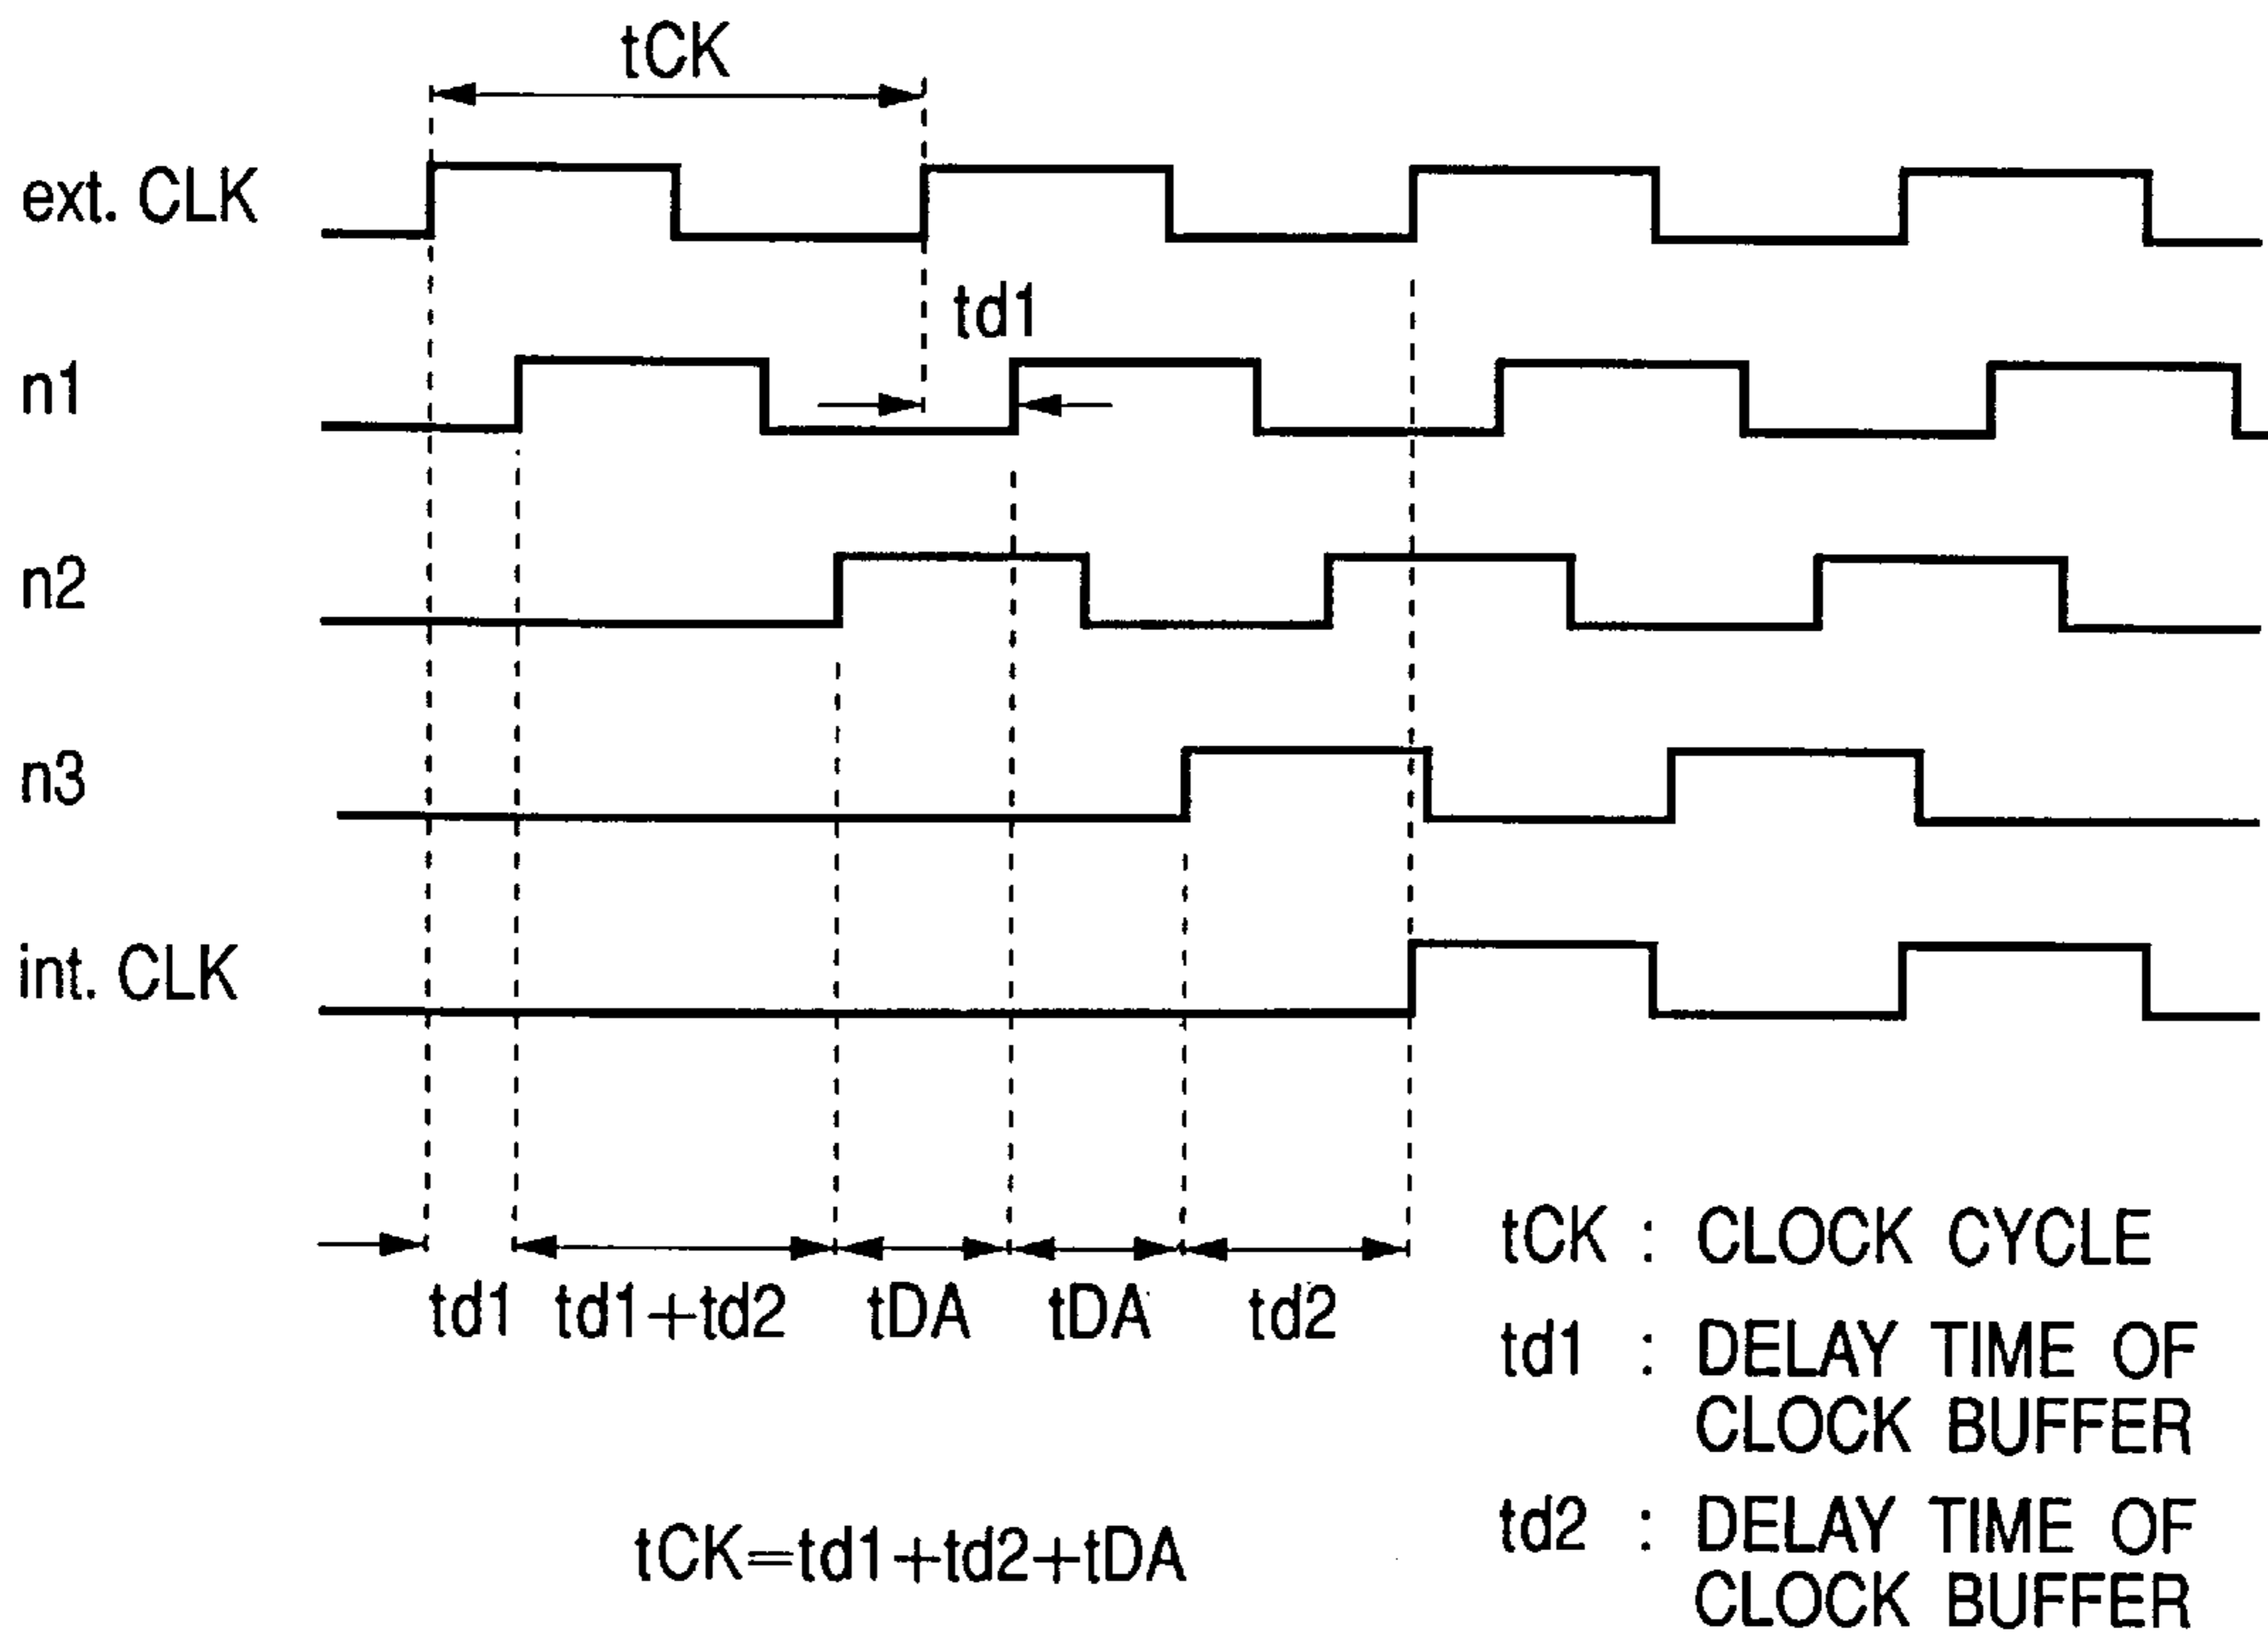 tCK
ext. CLK
td1
n1
n2
n3
int. CLK
td1 td1+td2 tDA tDA td2
tCK : CLOCK CYCLE
td1 : DELAY TIME OF
CLOCK BUFFER
td2 : DELAY TIME OF
CLOCK BUFFER
tCK=td1+td2+tDA